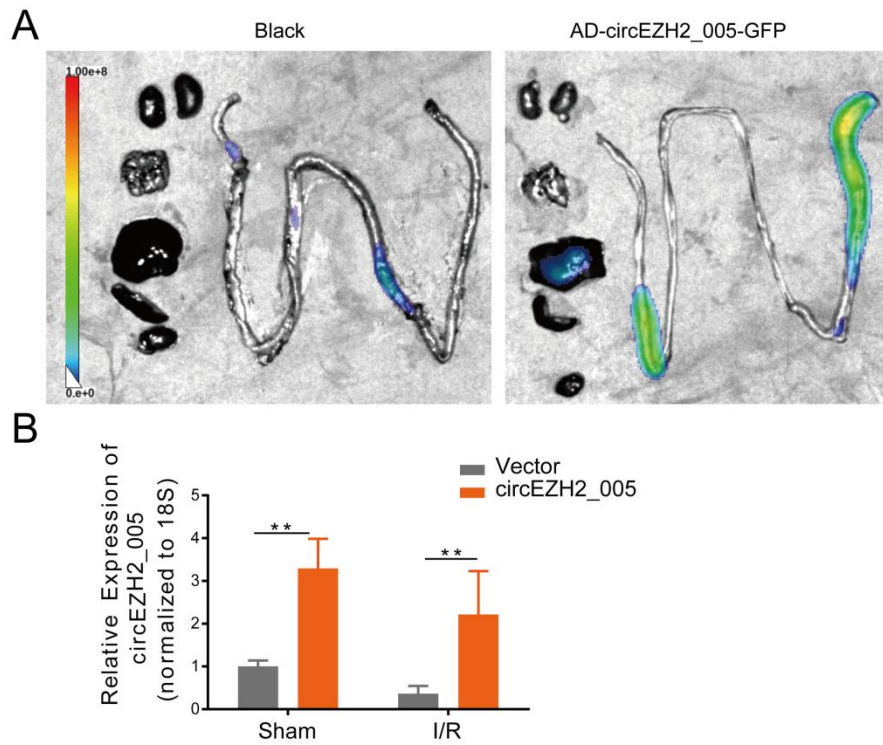 A
Black
AD-circEZH2_005-GFP
1.00e+8
0.e+0
B
Vector
circEZH2_005
Relative Expression of
circEZH2_005
(normalized to 18S)
5
4
3
2
1
0
**
**
Sham
I/R